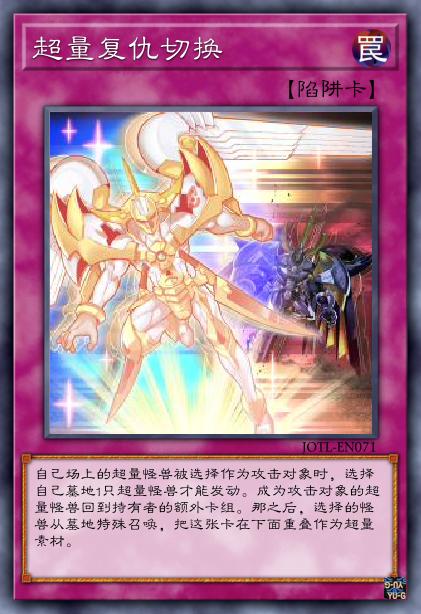 超量复仇切换
罠
【陷阱卡】
JOTL-EN071
自己场上的超量怪兽被选择作为攻击对象时，选择
自己墓地1只超量怪兽才能发动。成为攻击对象的超
量怪兽回到持有者的额外卡组。那之后，选择的怪
兽从墓地特殊召唤，把这张卡在下面重叠作为超量
素材。